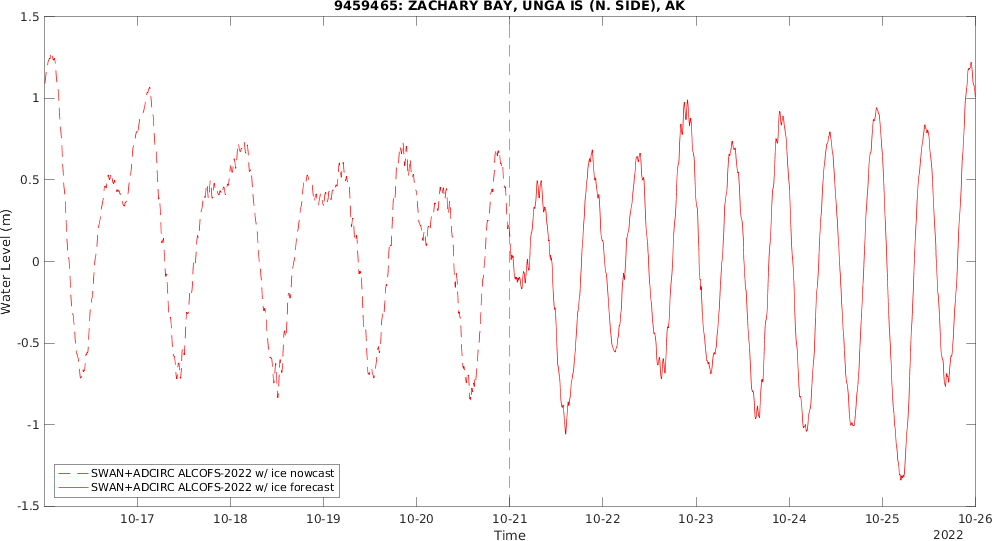 9459465: ZACHARY BAY, UNGA IS (N. SIDE), AK
1.5
1
0.5
0
-0.5
-1
-1.5
Water Level (m)
SWAN+ADCIRC ALCOFS-2022 w/ ice nowcast
SWAN+ADCIRC ALCOFS-2022 w/ ice forecast
10-17 10-18 10-19 10-20 10-21 10-22 10-23 10-24 10-25 10-26
Time
2022